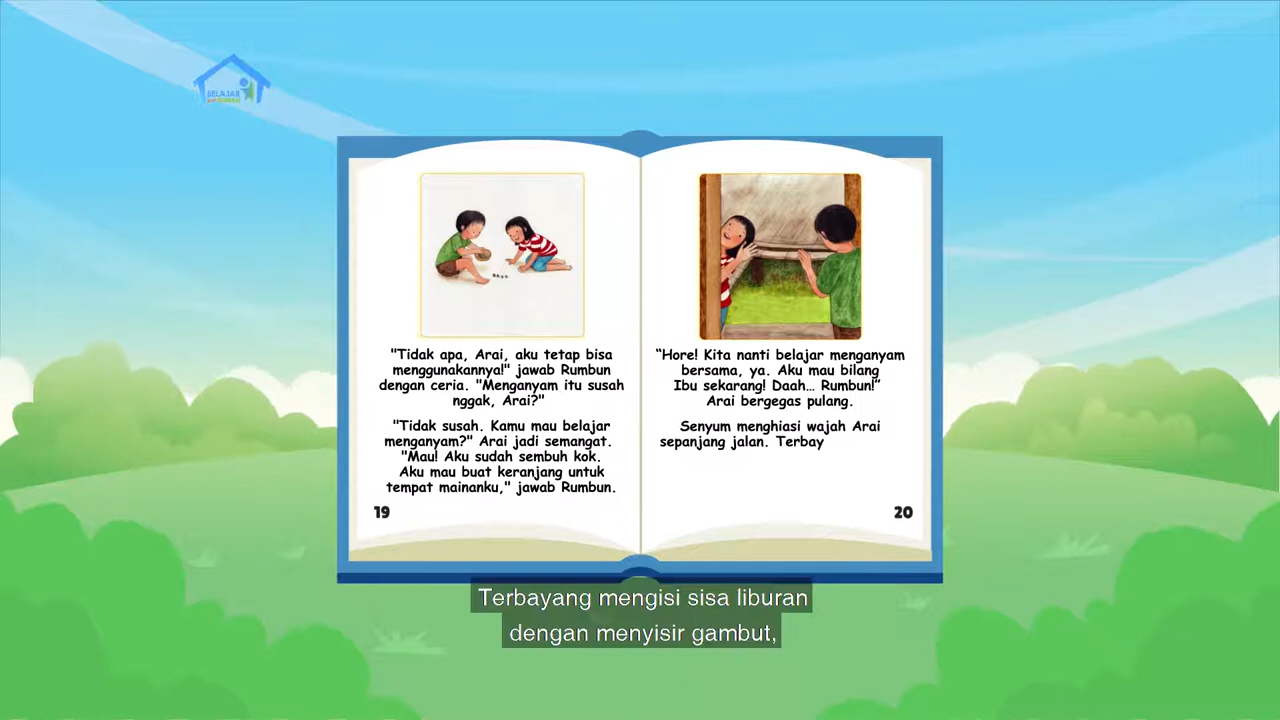 BELAJAR
DARI RUMAH
"Tidak apa, Arai, aku tetap bisa
menggunakannya!" jawab Rumbun
dengan ceria. "Menganyam itu susah
nggak, Arai?"
"Tidak susah. Kamu mau belajar
menganyam?" Arai jadi semangat.
"Mau! Aku sudah sembuh kok.
Aku mau buat keranjang untuk
tempat mainanku," jawab Rumbun.
19
“Hore! Kita nanti belajar menganyam
bersama, ya. Aku mau bilang
Ibu sekarang! Daah... Rumbun!”
Arai bergegas pulang.
Senyum menghiasi wajah Arai
sepanjang jalan. Terbay
20
Terbayang mengisi sisa liburan
dengan menyisir gambut,